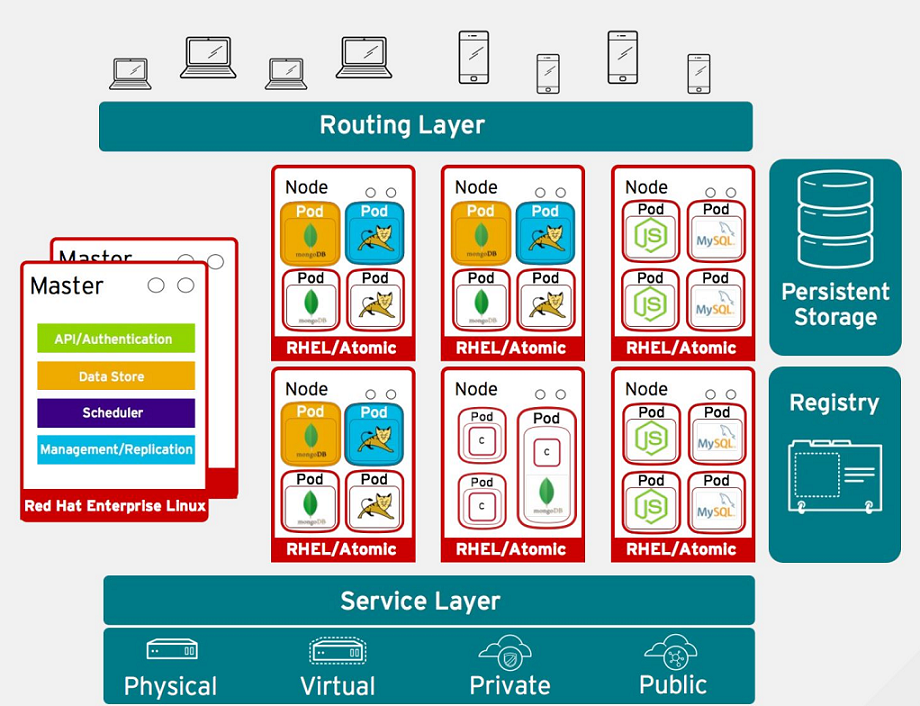 Routing Layer
Master
Master
API/Authentication
Data Store
Scheduler
Management/Replication
Red Hat Enterprise Linux
Node
Pod
Pod
mongoDB
Pod
Pod
mongoDB
RHEL/Atomic
Node
Pod
Pod
mongoDB
Pod
Pod
mongoDB
RHEL/Atomic
Node
Pod
Pod
JS
MySQL
Pod
Pod
JS
MySQL
RHEL/Atomic
Persistent
Storage
Node
Pod
Pod
mongoDB
Pod
Pod
mongoDB
RHEL/Atomic
Node
Pod
C
Pod
C
Pod
C
mongoDB
RHEL/Atomic
Node
Pod
Pod
JS
MySQL
Pod
Pod
JS
MySQL
RHEL/Atomic
Registry
Service Layer
Physical
Virtual
Private
Public